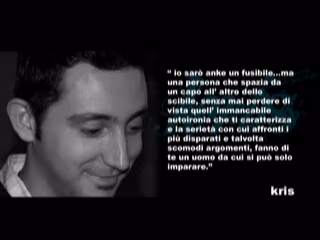 “ io sarò anke un fusibile...ma
una persona che spazia da
un capo all' altro dello
scibile, senza mai perdere di
vista quell' immancabile
autoironia che ti caratterizza
e la serietà con cui affronti i
più disparati e talvolta
scomodi argomenti, fanno di
te un uomo da cui si può solo
imparare.”
kris